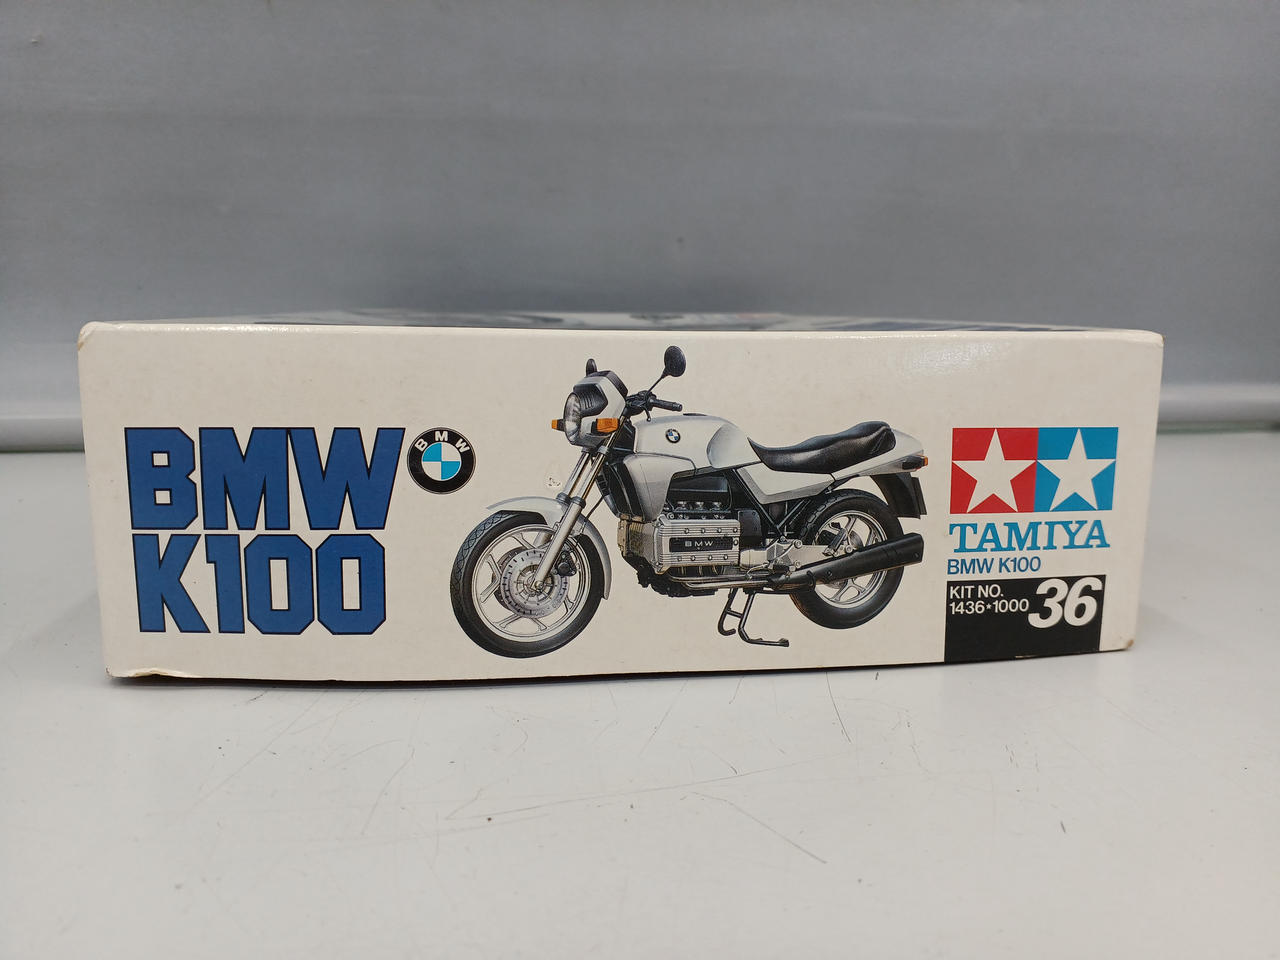 BMW
K100
BMW
BMW
TAMIYA
BMW K100
KIT NO.
1436★1000
36